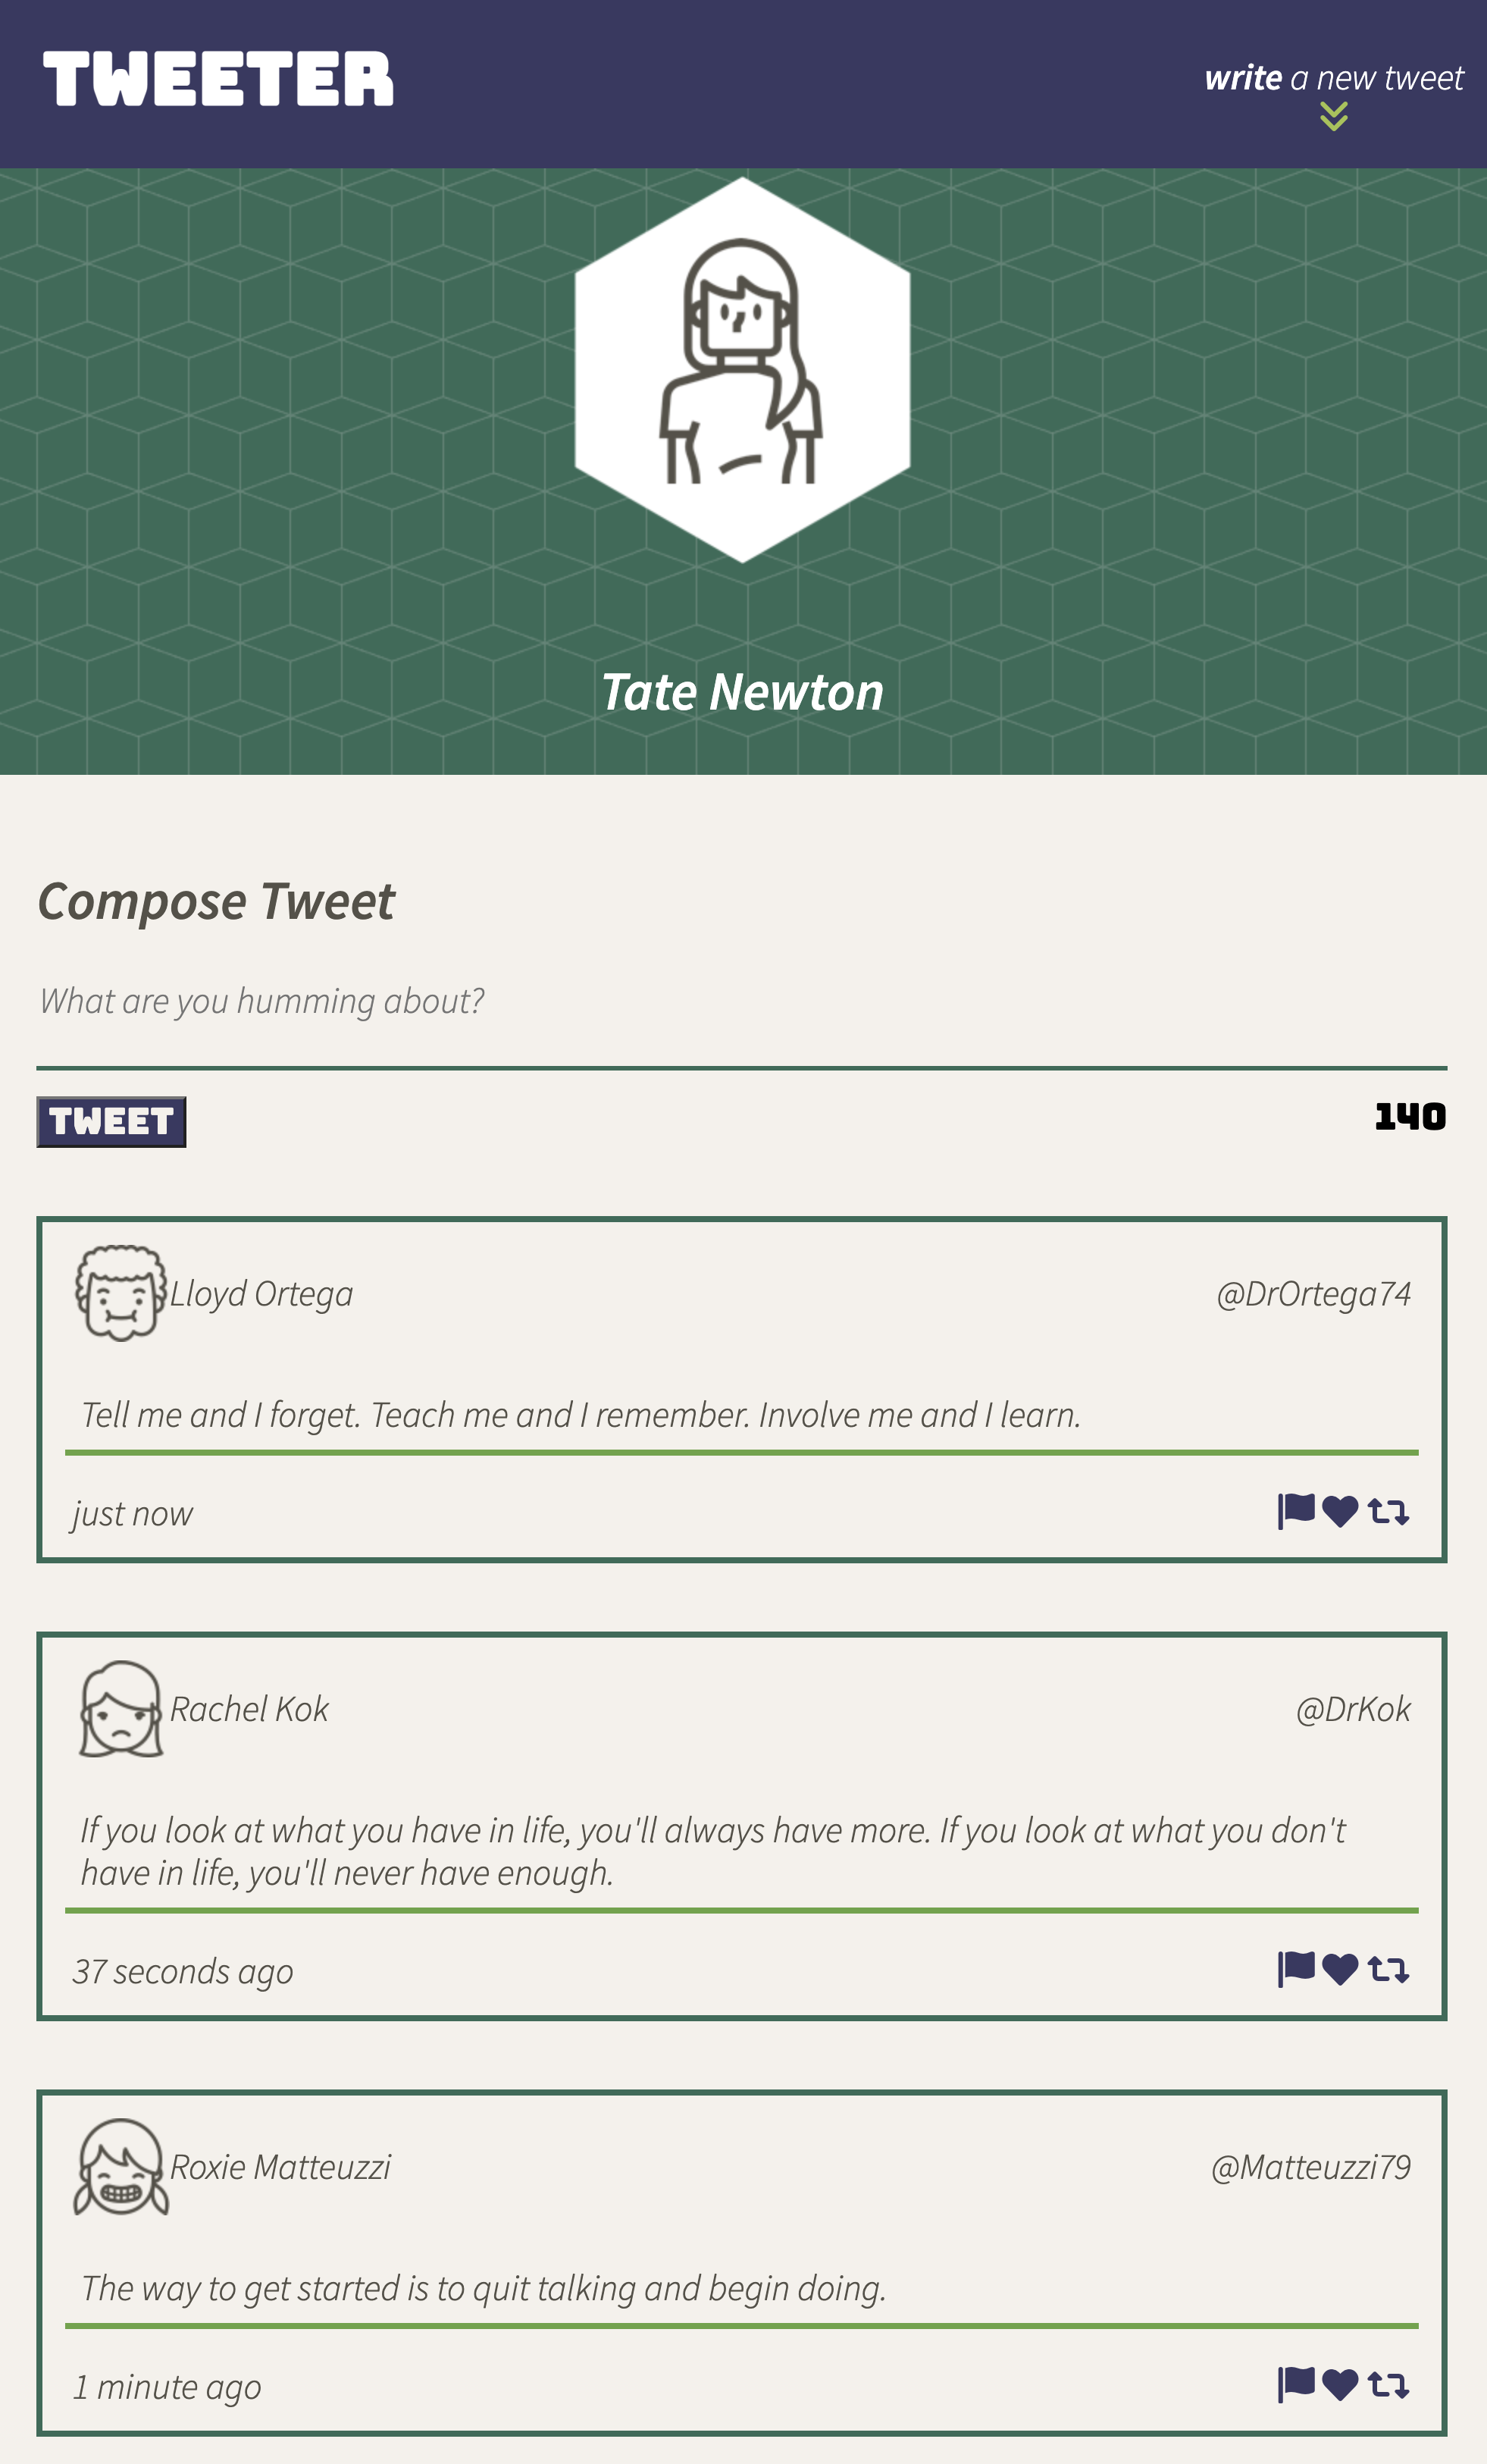 TWEETER
write a new tweet
Tate Newton
Compose Tweet
What are you humming about?
TWEET
140
Lloyd Ortega
@DrOrtega74
Tell me and I forget. Teach me and I remember. Involve me and I learn.
just now
Rachel Kok
@DrKok
If you look at what you have in life, you'll always have more. If you look at what you don't
have in life, you'll never have enough.
37 seconds ago
Roxie Matteuzzi
@Matteuzzi79
The way to get started is to quit talking and begin doing.
1 minute ago